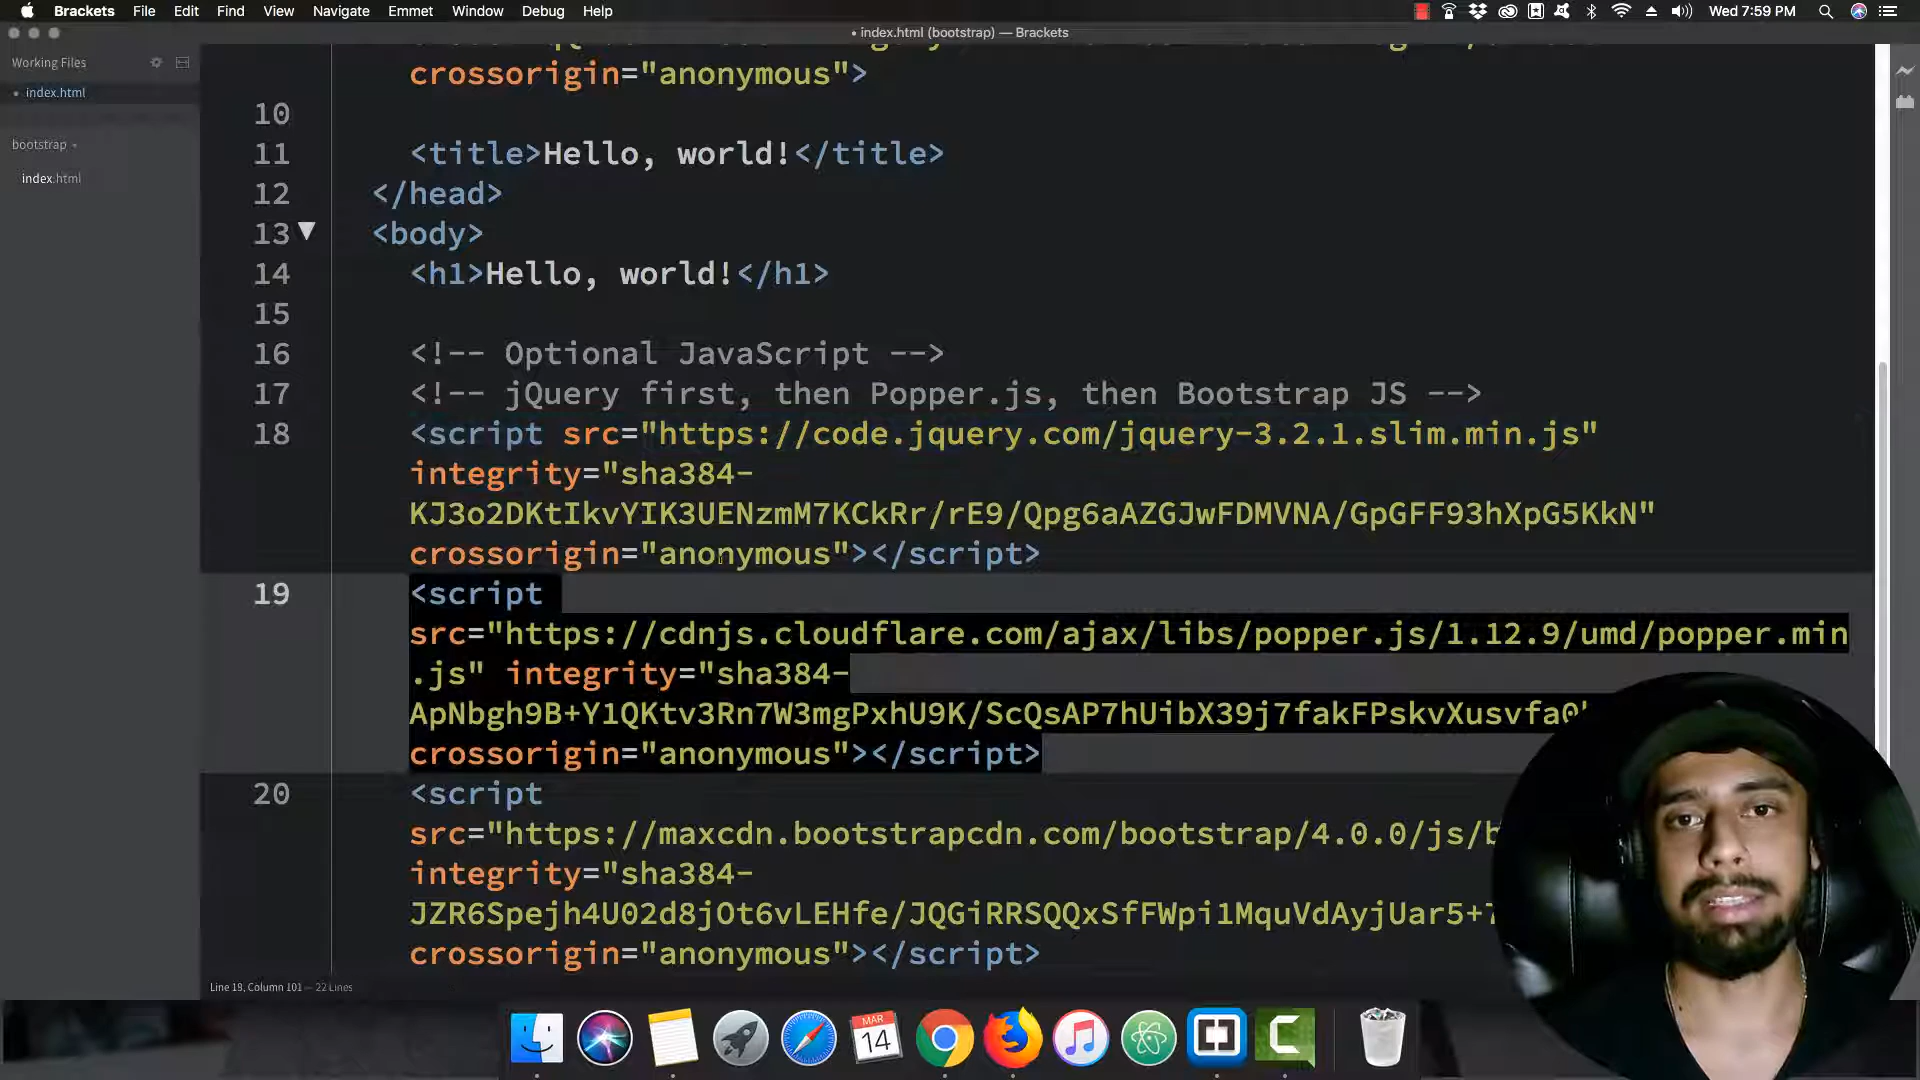 Brackets File Edit Find View Navigate Emmet Window Debug Help Wed 7:59 PM
• index.html (bootstrap) — Brackets
Working Files
• index.html
bootstrap
index.html
crossorigin="anonymous">
10
11 <title>Hello, world!</title>
12 </head>
13 <body>
14 <h1>Hello, world!</h1>
15
16 <!-- Optional JavaScript -->
17 <!-- jQuery first, then Popper.js, then Bootstrap JS -->
18 <script src="https://code.jquery.com/jquery-3.2.1.slim.min.js"
integrity="sha384-
KJ3o2DKtIkvYIK3UENzmM7KCkRr/rE9/Qpg6aAZGJwFDMVNA/GpGFF93hXpG5KkN"
crossorigin="anonymous"></script>
19 <script
src="https://cdnjs.cloudflare.com/ajax/libs/popper.js/1.12.9/umd/popper.min
.js" integrity="sha384-
ApNbgh9B+Y1QKtv3Rn7W3mgPxhU9K/ScQsAP7hUibX39j7fakFPskvXusvfa0
crossorigin="anonymous"></script>
20 <script
src="https://maxcdn.bootstrapcdn.com/bootstrap/4.0.0/js/b
integrity="sha384-
JZR6Spejh4U02d8jOt6vLEHfe/JQGiRRSQQxSfFWpi1MquVdAyjUar5+
crossorigin="anonymous"></script>
Line 19, Column 101 — 22 Lines
MAR
14